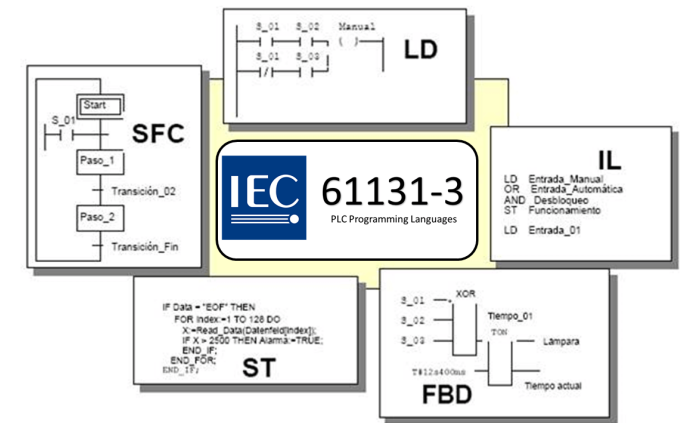 S_01 S_02 Manual
( )
S_01 S_03
LD
Start
S_01
SFC
Paso_1
Transición_02
Paso_2
Transición_Fin
IEC
61131-3
PLC Programming Languages
IL
LD Entrada_Manual
OR Entrada_Automática
AND Desbloqueo
ST Funcionamiento
LD Entrada_01
IF Data = "EOF" THEN
FOR Index:=1 TO 128 DO
X:=Read_Data(Datenfeld[Index]);
IF X > 2500 THEN Alarma:=TRUE;
END_IF;
END_FOR;
END_IF;
ST
XOR
S_01
S_02
S_03
Tiempo_01
TON
Lámpara
T#12s400ms
Tiempo actual
FBD